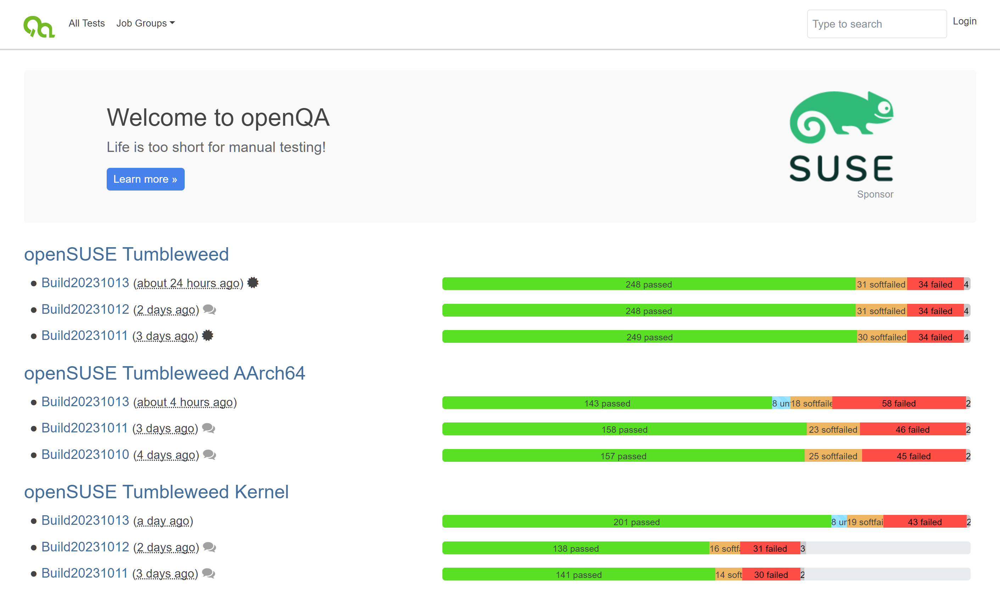 All Tests Job Groups Type to search Login
Welcome to openQA
Life is too short for manual testing!
Learn more »
SUSE
Sponsor
openSUSE Tumbleweed
Build20231013 (about 24 hours ago) 248 passed 31 softfailed 34 failed 4
Build20231012 (2 days ago) 248 passed 31 softfailed 34 failed 4
Build20231011 (3 days ago) 249 passed 30 softfailed 34 failed 4
openSUSE Tumbleweed AArch64
Build20231013 (about 4 hours ago) 143 passed 8 un 18 softfaile 58 failed 2
Build20231011 (3 days ago) 158 passed 23 softfailed 46 failed 2
Build20231010 (4 days ago) 157 passed 25 softfailed 45 failed 2
openSUSE Tumbleweed Kernel
Build20231013 (a day ago) 201 passed 8 ur 19 softfai 43 failed 2
Build20231012 (2 days ago) 138 passed 16 softf 31 failed 3
Build20231011 (3 days ago) 141 passed 14 soft 30 failed 2